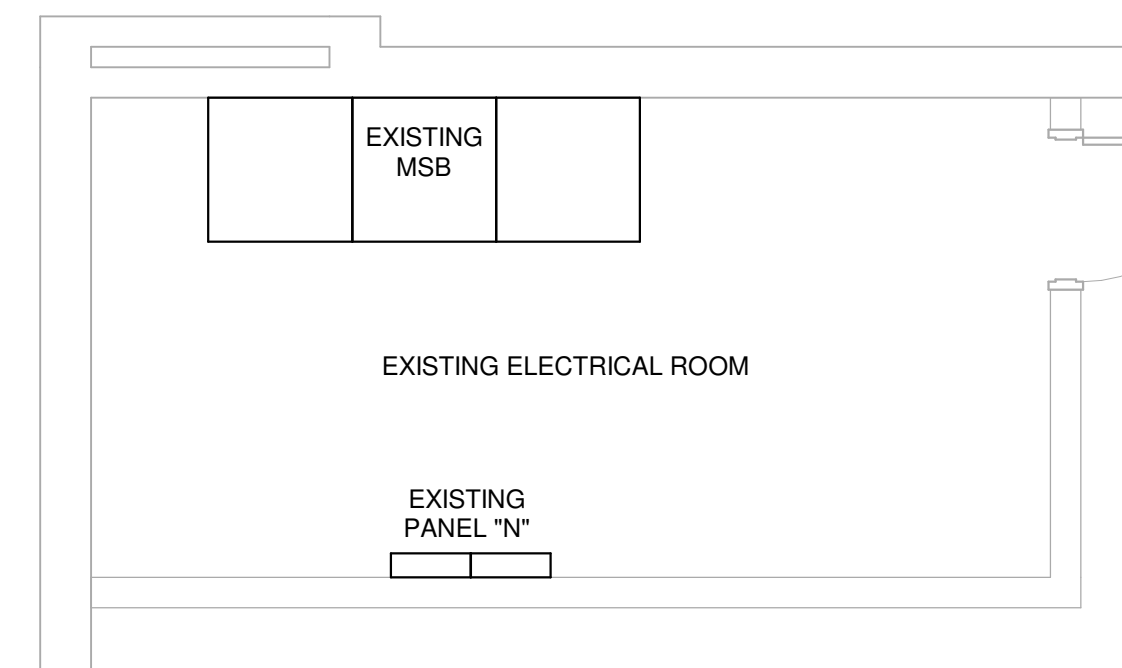 EXISTING
MSB
EXISTING ELECTRICAL ROOM
EXISTING
PANEL "N"